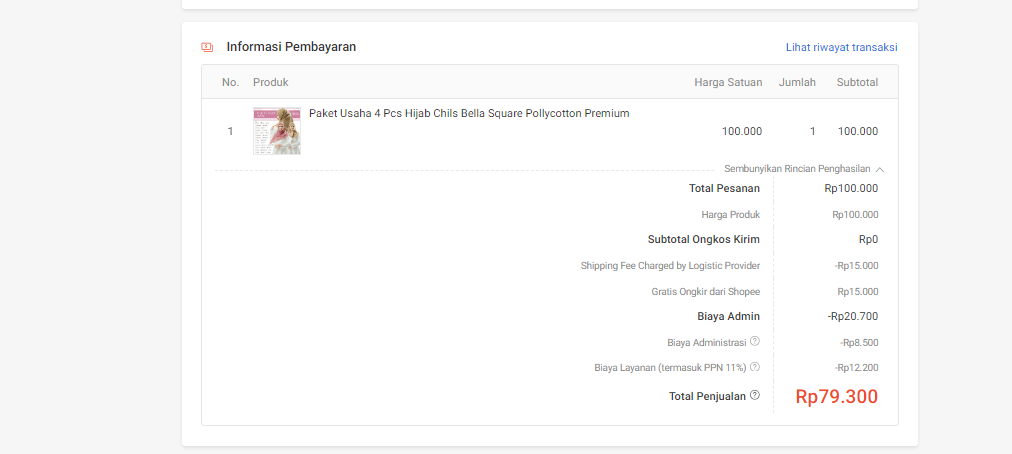 Informasi Pembayaran Lihat riwayat transaksi
No. Produk Harga Satuan Jumlah Subtotal
1 Paket Usaha 4 Pcs Hijab Chils Bella Square Pollycotton Premium 100.000 1 100.000
Sembunyikan Rincian Penghasilan
Total Pesanan Rp100.000
Harga Produk Rp100.000
Subtotal Ongkos Kirim Rp0
Shipping Fee Charged by Logistic Provider -Rp15.000
Gratis Ongkir dari Shopee Rp15.000
Biaya Admin -Rp20.700
Biaya Administrasi -Rp8.500
Biaya Layanan (termasuk PPN 11%) -Rp12.200
Total Penjualan Rp79.300